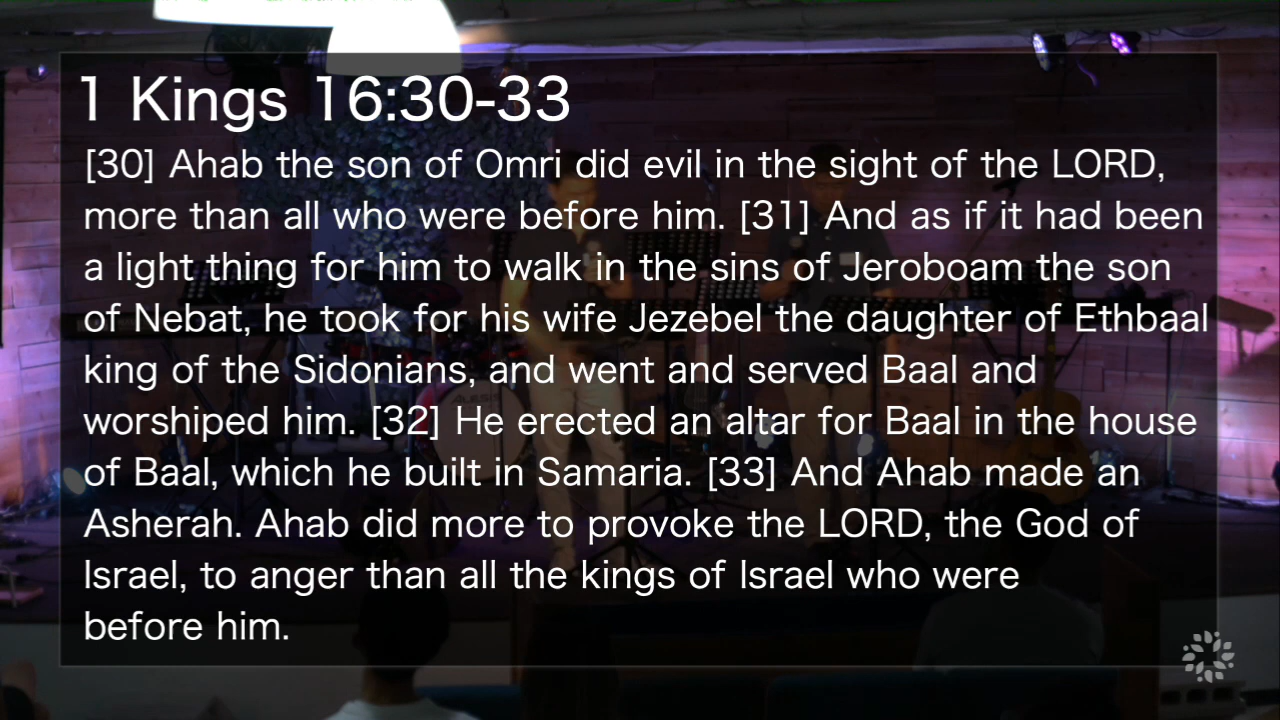 1 Kings 16:30-33
[30] Ahab the son of Omri did evil in the sight of the LORD,
more than all who were before him. [31] And as if it had been
a light thing for him to walk in the sins of Jeroboam the son
of Nebat, he took for his wife Jezebel the daughter of Ethbaal
king of the Sidonians, and went and served Baal and
worshiped him. [32] He erected an altar for Baal in the house
of Baal, which he built in Samaria. [33] And Ahab made an
Asherah. Ahab did more to provoke the LORD, the God of
Israel, to anger than all the kings of Israel who were
before him.